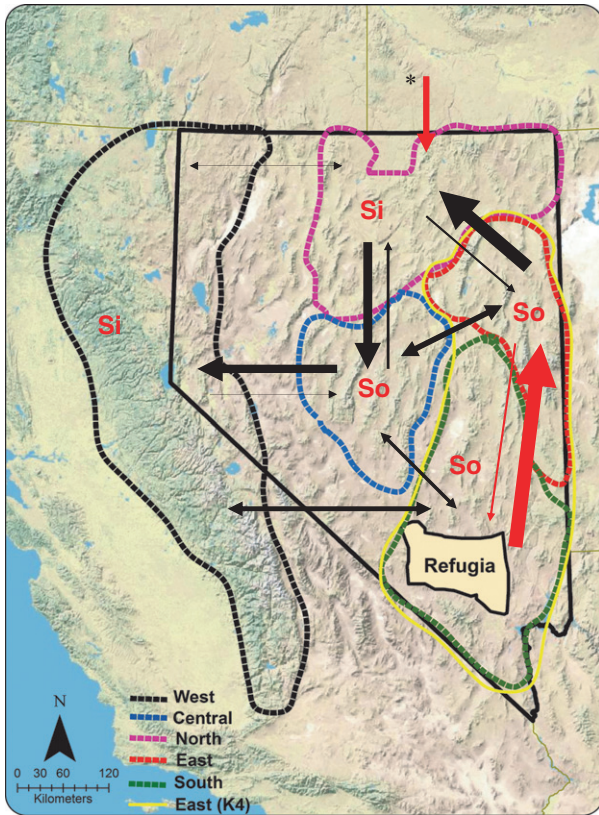 *
Si
Si
So
So
So
Refugia
N
0 30 60 120
Kilometers
West
Central
North
East
South
East (K4)